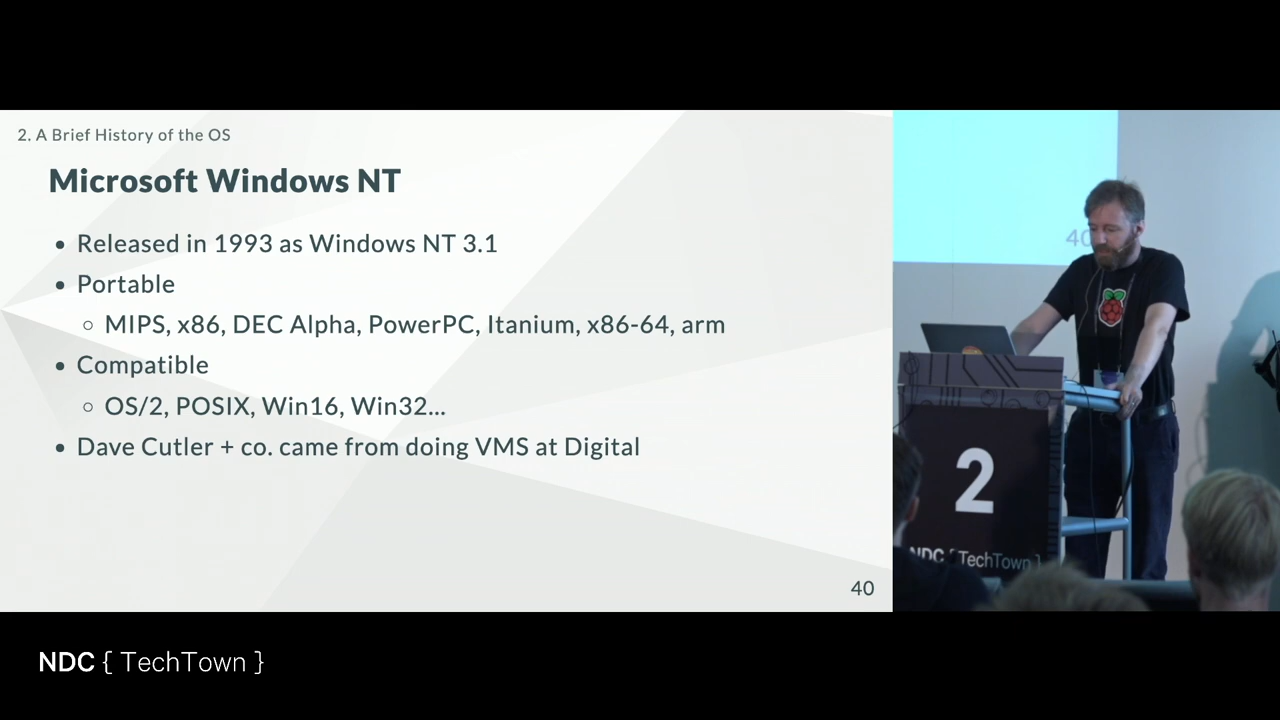 2. A Brief History of the OS
Microsoft Windows NT
• Released in 1993 as Windows NT 3.1
• Portable
○ MIPS, x86, DEC Alpha, PowerPC, Itanium, x86-64, arm
• Compatible
○ OS/2, POSIX, Win16, Win32...
• Dave Cutler + co. came from doing VMS at Digital
40
40
2
NDC { TechTown }
NDC { TechTown }